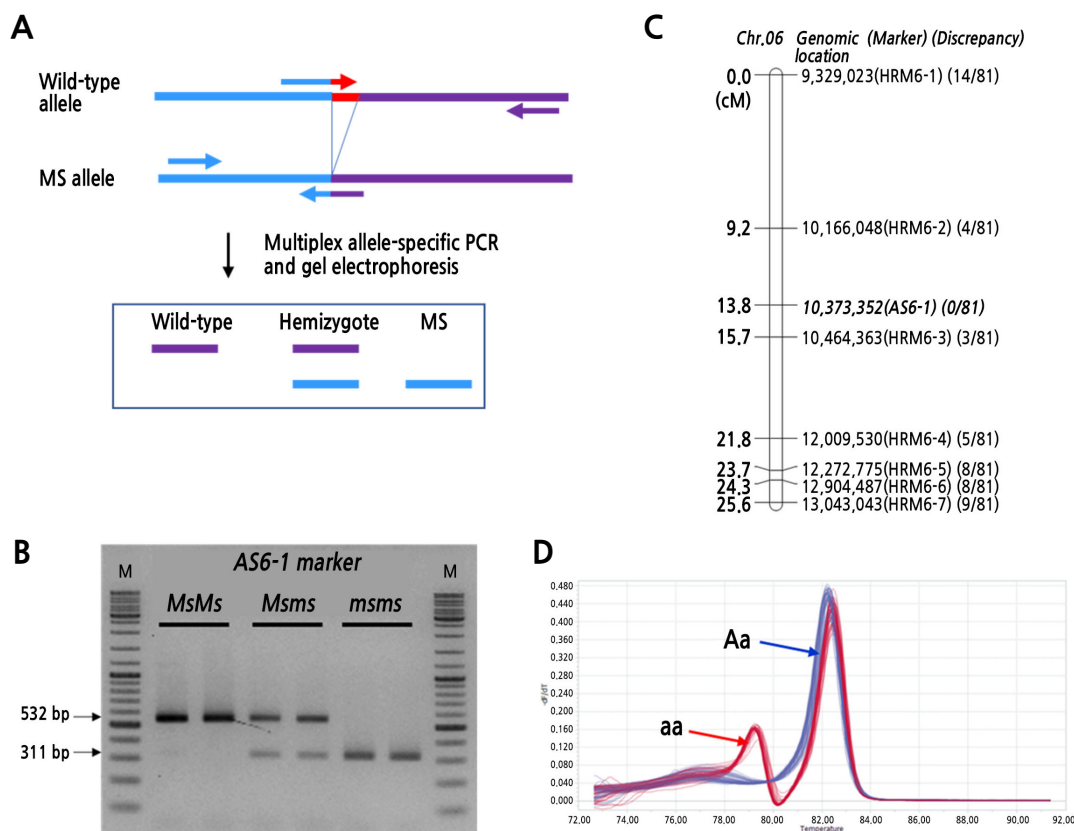 A
Wild-type
allele
MS allele
Multiplex allele-specific PCR
and gel electrophoresis
Wild-type Hemizygote MS
B
M AS6-1 marker M
MsMs Msms msms
532 bp
311 bp
C
Chr.06 Genomic (Marker) (Discrepancy)
location
0.0 9,329,023(HRM6-1) (14/81)
(cM)
9.2 10,166,048(HRM6-2) (4/81)
13.8 10,373,352(AS6-1) (0/81)
15.7 10,464,363(HRM6-3) (3/81)
21.8 12,009,530(HRM6-4) (5/81)
23.7 12,272,775(HRM6-5) (8/81)
24.3 12,904,487(HRM6-6) (8/81)
25.6 13,043,043(HRM6-7) (9/81)
D
0,480
0,440
0,400
0,360
0,320
0,280
0,240
0,200
0,160
0,120
0,080
0,040
0,000
-dF/dT
Aa
aa
72,00 74,00 76,00 78,00 80,00 82,00 84,00 86,00 88,00 90,00 92,00
Temperature